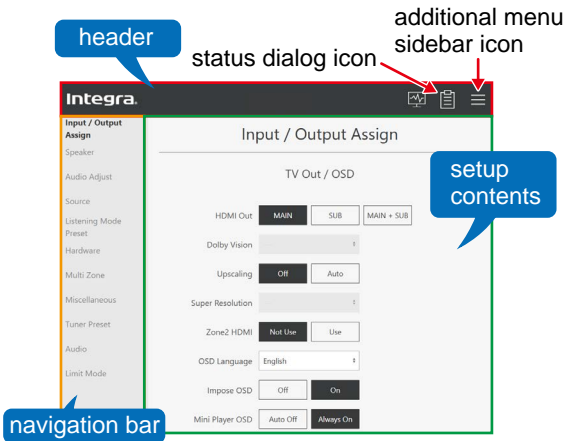 additional menu
sidebar icon
header
status dialog icon
Integra.
Input / Output
Assign
Speaker
Audio Adjust
Source
Listening Mode
Preset
Hardware
Multi Zone
Miscellaneous
Tuner Preset
Audio
Limit Mode
navigation bar
Input / Output Assign
TV Out / OSD
setup
contents
HDMI Out MAIN SUB MAIN + SUB
Dolby Vision
Upscaling Off Auto
Super Resolution
Zone2 HDMI Not Use Use
OSD Language English
Impose OSD Off On
Mini Player OSD Auto Off Always On